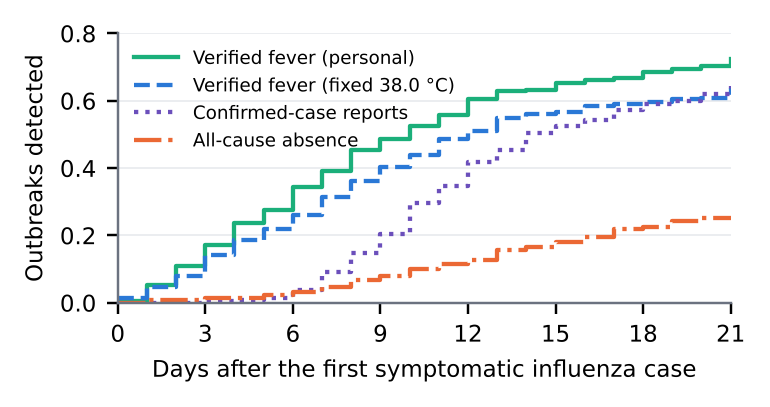 Outbreaks detected
0.8
0.6
0.4
0.2
0.0
Verified fever (personal)
Verified fever (fixed 38.0 °C)
Confirmed-case reports
All-cause absence
0 3 6 9 12 15 18 21
Days after the first symptomatic influenza case